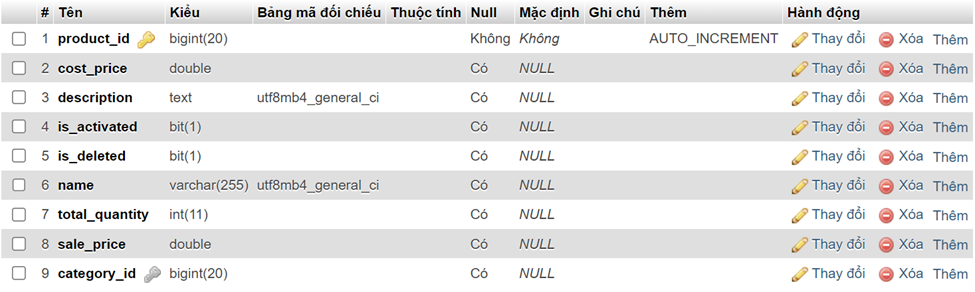 # Tên Kiểu Bảng mã đối chiếu Thuộc tính Null Mặc định Ghi chú Thêm Hành động
1 product_id bigint(20) Không Không AUTO_INCREMENT Thay đổi Xóa Thêm
2 cost_price double Có NULL Thay đổi Xóa Thêm
3 description text utf8mb4_general_ci Có NULL Thay đổi Xóa Thêm
4 is_activated bit(1) Có NULL Thay đổi Xóa Thêm
5 is_deleted bit(1) Có NULL Thay đổi Xóa Thêm
6 name varchar(255) utf8mb4_general_ci Có NULL Thay đổi Xóa Thêm
7 total_quantity int(11) Có NULL Thay đổi Xóa Thêm
8 sale_price double Có NULL Thay đổi Xóa Thêm
9 category_id bigint(20) Có NULL Thay đổi Xóa Thêm